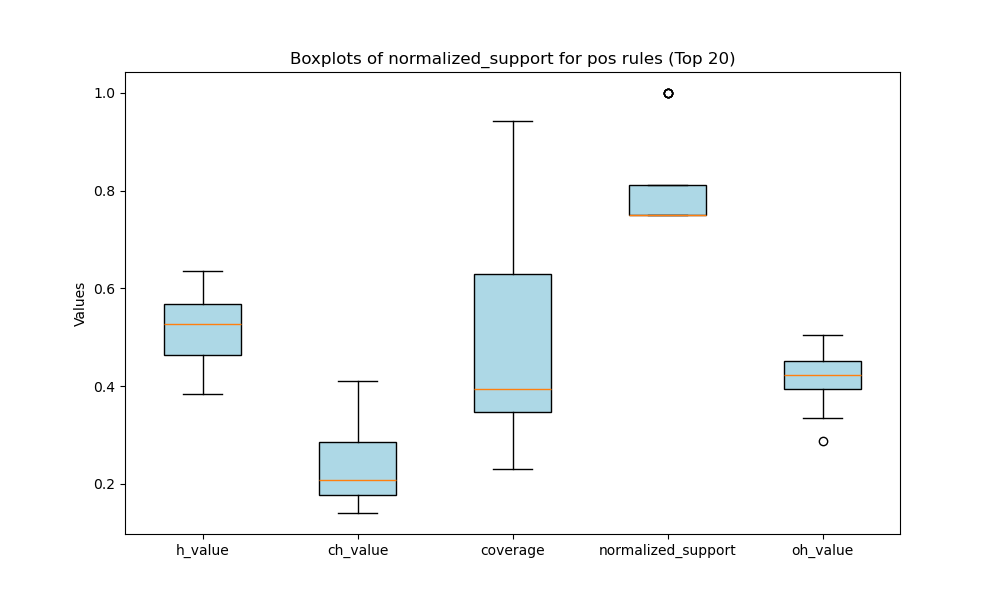 Boxplots of normalized_support for pos rules (Top 20)
1.0
0.8
0.6
0.4
0.2
Values
h_value
ch_value
coverage
normalized_support
oh_value